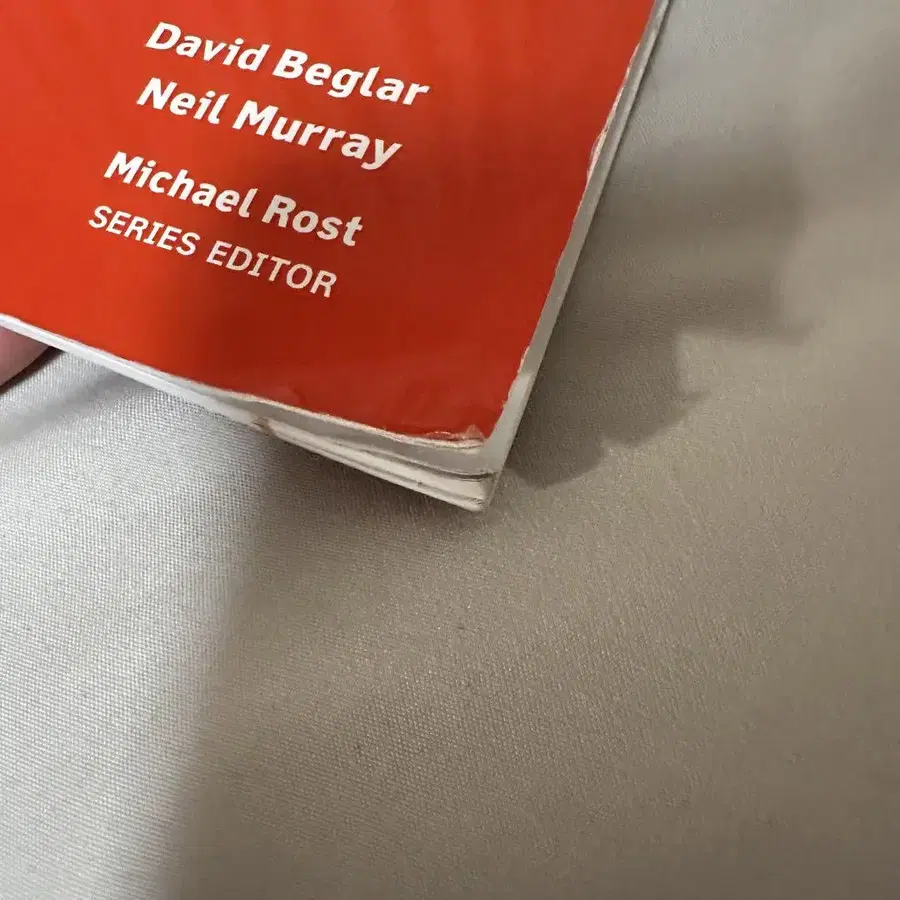 David Beglar
Neil Murray
Michael Rost
SERIES EDITOR